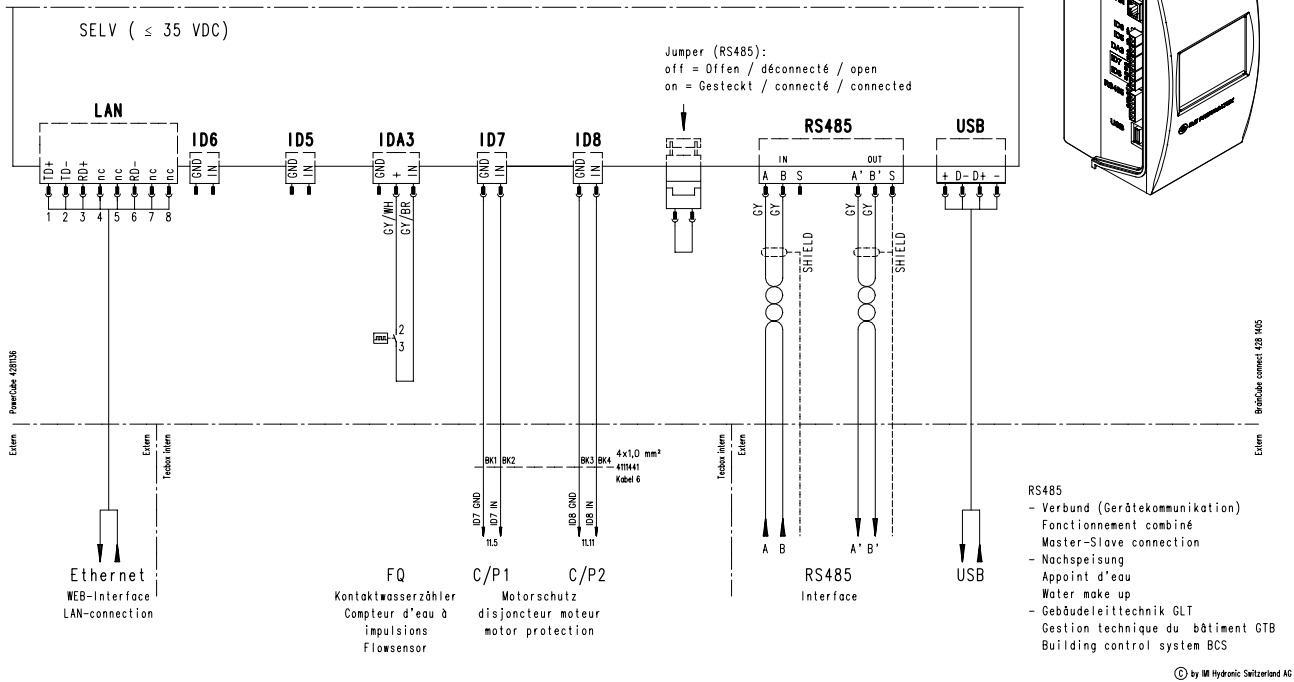 SELV ( ≤ 35 VDC)
Jumper (RS485):
off = Offen / déconnecté / open
on = Gesteckt / connecté / connected
LAN
ID6
ID5
IDA3
ID7
ID8
RS485
USB
TD+
TD-
RD+
nc
nc
RD-
nc
nc
GND
IN
GND
IN
GND
+
IN
GND
IN
GND
IN
IN
OUT
A B S
A' B' S
+ D- D+ -
1 2 3 4 5 6 7 8
GY/WH
GY/BR
GY
GY
SHIELD
GY
GY
SHIELD
2
3
PowerCube 4281136
BrainCube connect 428 1405
Extern
Extern
Tecbox intern
Tecbox intern
Extern
Extern
BK1 BK2
BK3 BK4
4x1,0 mm²
4111441
Kabel 6
ID7 GND
ID7 IN
ID8 GND
ID8 IN
11.5
11.11
A B
A' B'
Ethernet
WEB-Interface
LAN-connection
FQ
Kontaktwasserzähler
Compteur d'eau à
impulsions
Flowsensor
C/P1
C/P2
Motorschutz
disjoncteur moteur
motor protection
RS485
Interface
USB
RS485
- Verbund (Gerätekommunikation)
Fonctionnement combiné
Master-Slave connection
- Nachspeisung
Appoint d'eau
Water make up
- Gebäudeleittechnik GLT
Gestion technique du bâtiment GTB
Building control system BCS
© by IMI Hydronic Switzerland AG
ID6
ID5
ID7
ID8
RS485
USB